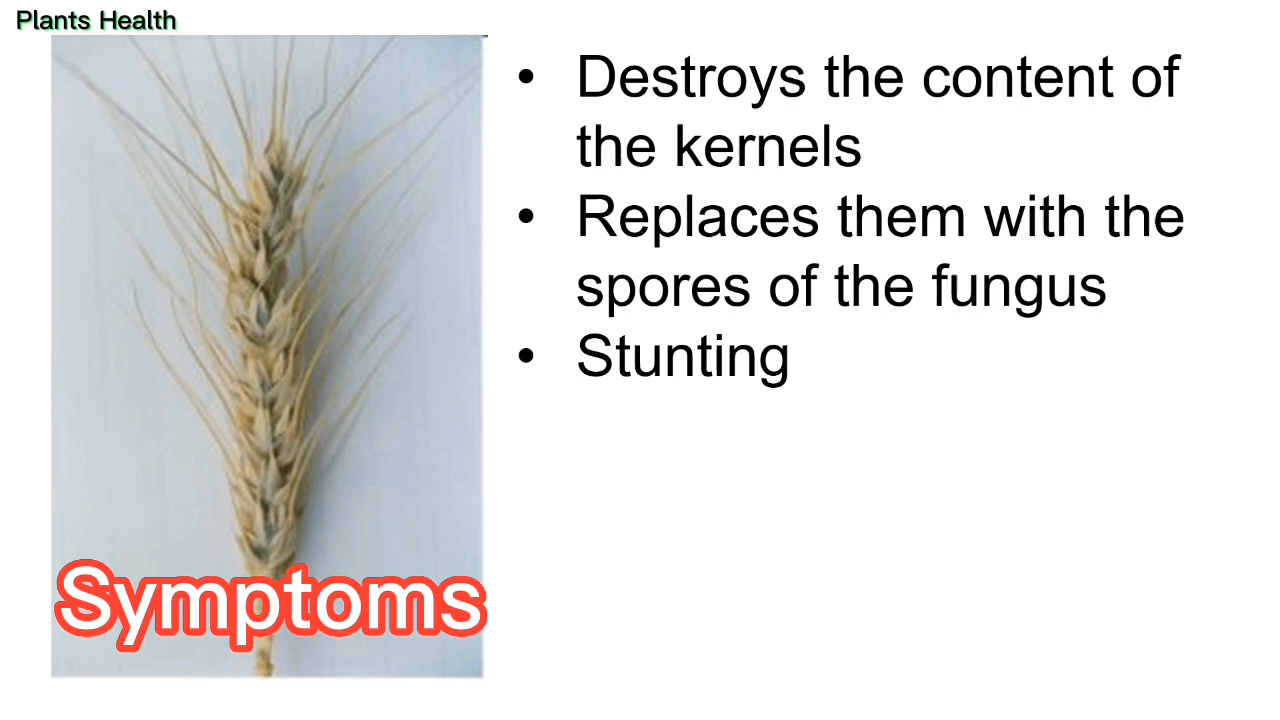 Plants Health
• Destroys the content of
the kernels
• Replaces them with the
spores of the fungus
• Stunting
Symptoms